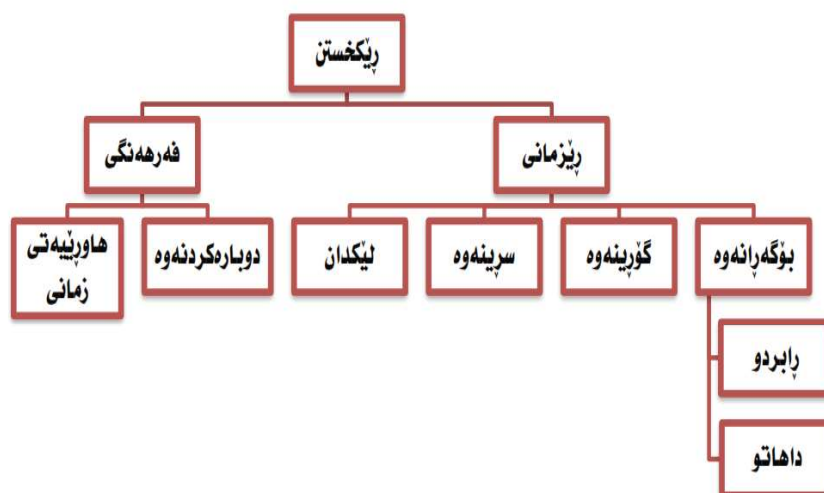 ڕێکخستن
ڕێزمانی
فەرهەنگی
بۆگەڕانەوە
گۆڕینەوە
سڕینەوە
لێکدان
دوبارەکردنەوە
هاوڕێیەتی
زمانی
ڕابردو
داهاتو